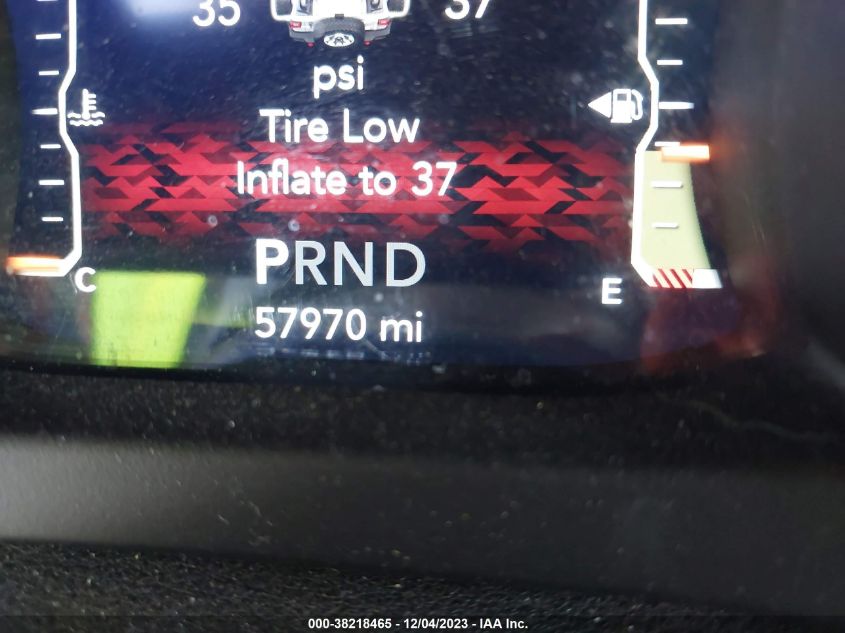 35 37
psi
Tire Low
Inflate to 37
PRND
C E
57970 mi
000-38218465 - 12/04/2023 - IAA Inc.